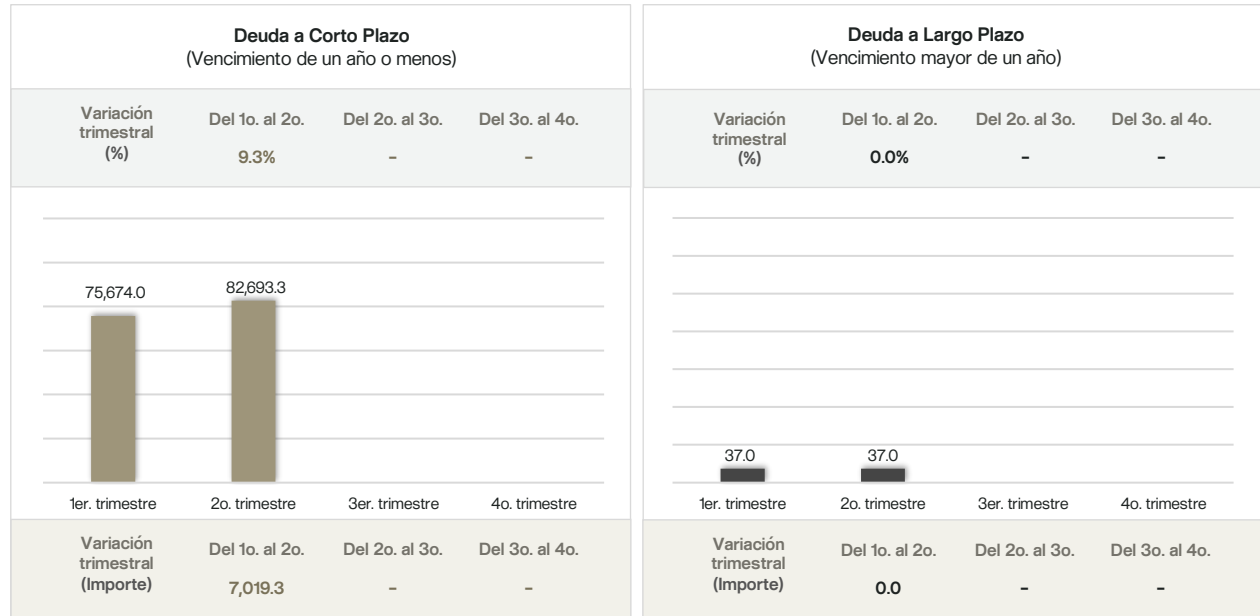 Deuda a Corto Plazo
(Vencimiento de un año o menos)
Variación
trimestral
(%)
Del 1o. al 2o.
Del 2o. al 3o.
Del 3o. al 4o.
9.3%
–
–
75,674.0
82,693.3
1er. trimestre
2o. trimestre
3er. trimestre
4o. trimestre
Variación
trimestral
(Importe)
Del 1o. al 2o.
Del 2o. al 3o.
Del 3o. al 4o.
7,019.3
–
–
Deuda a Largo Plazo
(Vencimiento mayor de un año)
Variación
trimestral
(%)
Del 1o. al 2o.
Del 2o. al 3o.
Del 3o. al 4o.
0.0%
–
–
37.0
37.0
1er. trimestre
2o. trimestre
3er. trimestre
4o. trimestre
Variación
trimestral
(Importe)
Del 1o. al 2o.
Del 2o. al 3o.
Del 3o. al 4o.
0.0
–
–